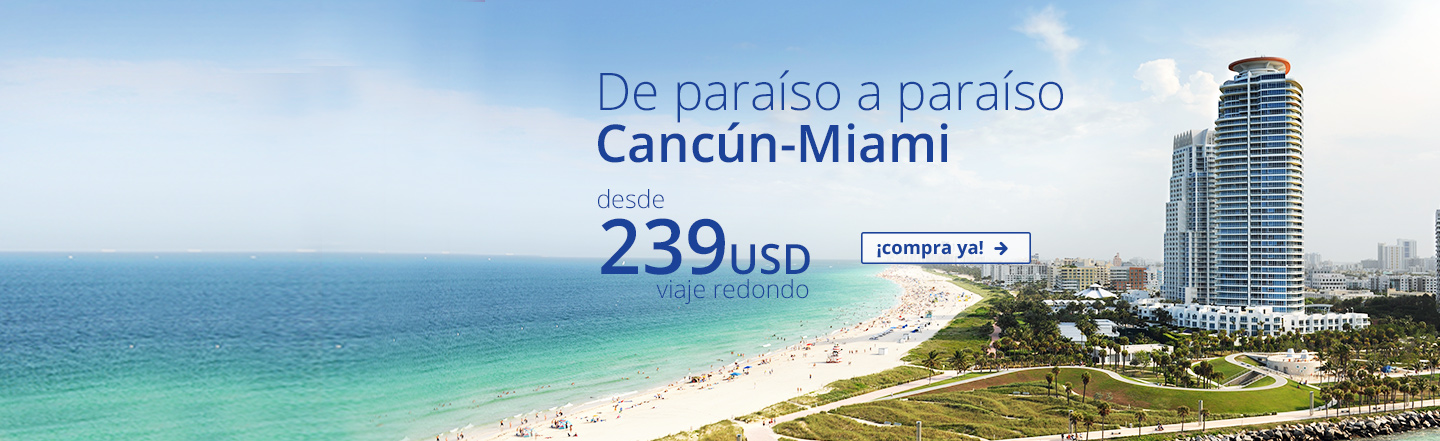 De paraíso a paraíso
Cancún-Miami
desde
239USD
viaje redondo
¡compra ya! →